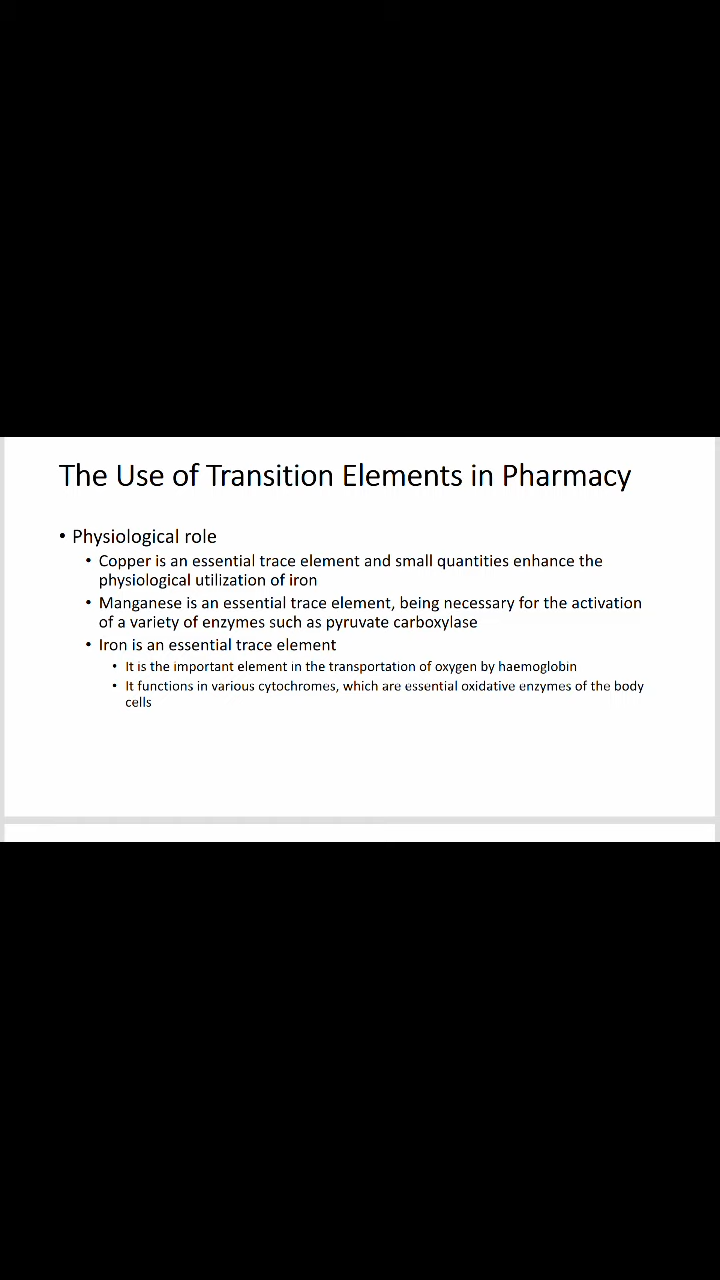 The Use of Transition Elements in Pharmacy
• Physiological role
• Copper is an essential trace element and small quantities enhance the
physiological utilization of iron
• Manganese is an essential trace element, being necessary for the activation
of a variety of enzymes such as pyruvate carboxylase
• Iron is an essential trace element
• It is the important element in the transportation of oxygen by haemoglobin
• It functions in various cytochromes, which are essential oxidative enzymes of the body
cells